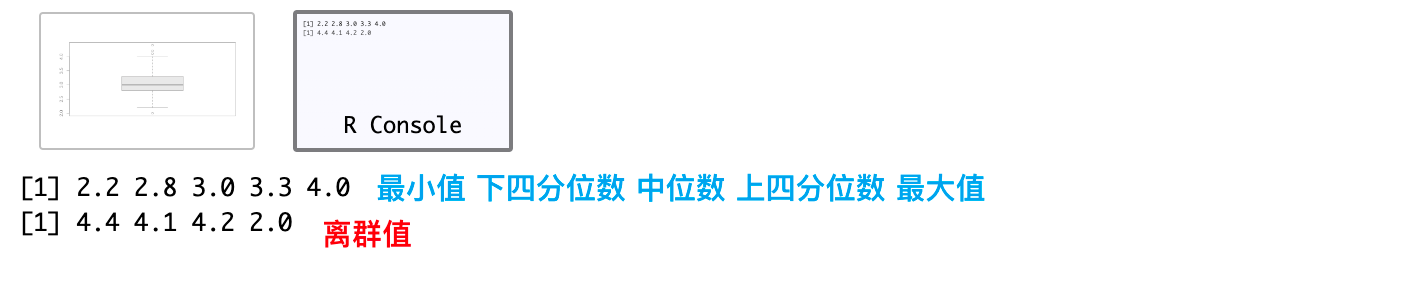 [1] 2.2 2.8 3.0 3.3 4.0
[1] 4.4 4.1 4.2 2.0
R Console
[1] 2.2 2.8 3.0 3.3 4.0 最小值 下四分位数 中位数 上四分位数 最大值
[1] 4.4 4.1 4.2 2.0 离群值